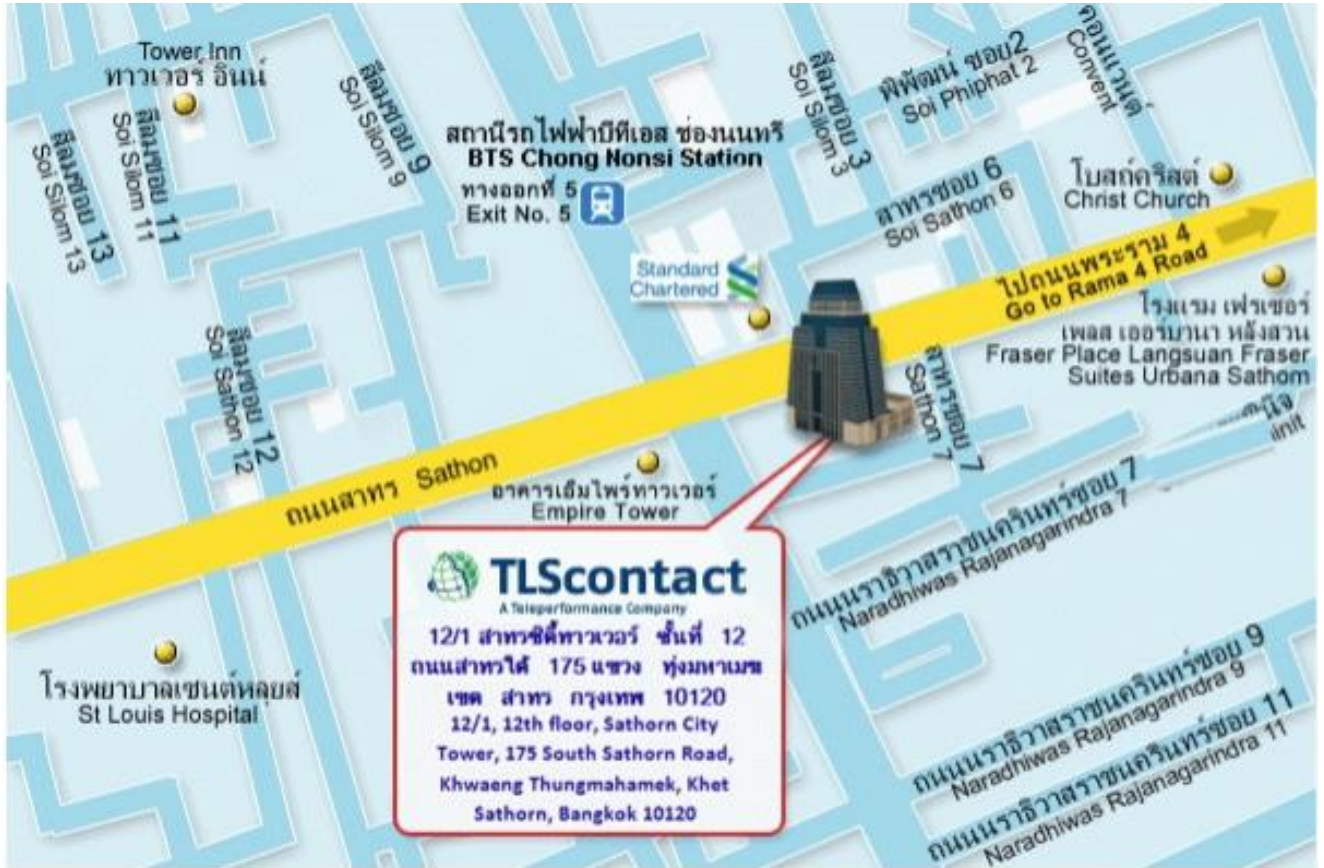 Tower Inn
ทาวเวอร์ อินน์
สีลมซอย 13
Soi Silom 13
สีลมซอย 11
Soi Silom 11
สีลมซอย 9
Soi Silom 9
สถานีรถไฟฟ้าบีทีเอส ช่องนนทรี
BTS Chong Nonsi Station
ทางออกที่ 5
Exit No. 5
สีลมซอย 3
Soi Silom 3
พิพัฒน์ ซอย2
Soi Phiphat 2
คอนแวนต์
Convent
สาทรซอย 6
Soi Sathon 6
โบสถ์คริสต์
Christ Church
Standard
Chartered
ไปถนนพระราม 4
Go to Rama 4 Road
โรงแรม เฟรเซอร์
เพลส เออร์บานา หลังสวน
Fraser Place Langsuan Fraser
Suites Urbana Sathorn
สีลมซอย 12
Soi Sathon 12
สาทรซอย 7
Sathon 7
ถนนสาทร Sathon
อาคารเอ็มไพร์ทาวเวอร์
Empire Tower
ถนนนราธิวาสราชนครินทร์ซอย 7
Naradhiwas Rajanagarindra 7
TLScontact
A Teleperformance Company
12/1 สาทรซิตี้ทาวเวอร์ ชั้นที่ 12
ถนนสาทรใต้ 175 แขวง ทุ่งมหาเมฆ
เขต สาทร กรุงเทพ 10120
12/1, 12th floor, Sathorn City
Tower, 175 South Sathorn Road,
Khwaeng Thungmahamek, Khet
Sathorn, Bangkok 10120
โรงพยาบาลเซนต์หลุยส์
St Louis Hospital
ถนนนราธิวาสราชนครินทร์ซอย 9
Naradhiwas Rajanagarindra 9
ถนนนราธิวาสราชนครินทร์ซอย 11
Naradhiwas Rajanagarindra 11